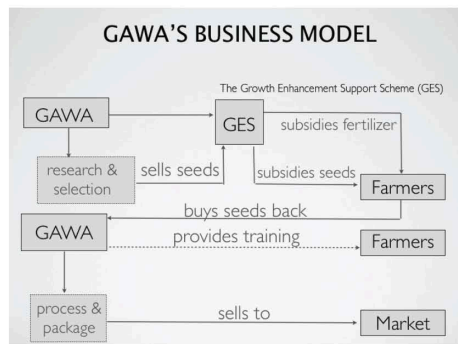 GAWA'S BUSINESS MODEL
The Growth Enhancement Support Scheme (GES)
GAWA
GES
subsidies fertilizer
research &
selection
sells seeds
subsidies seeds
Farmers
buys seeds back
GAWA
provides training
Farmers
process &
package
sells to
Market